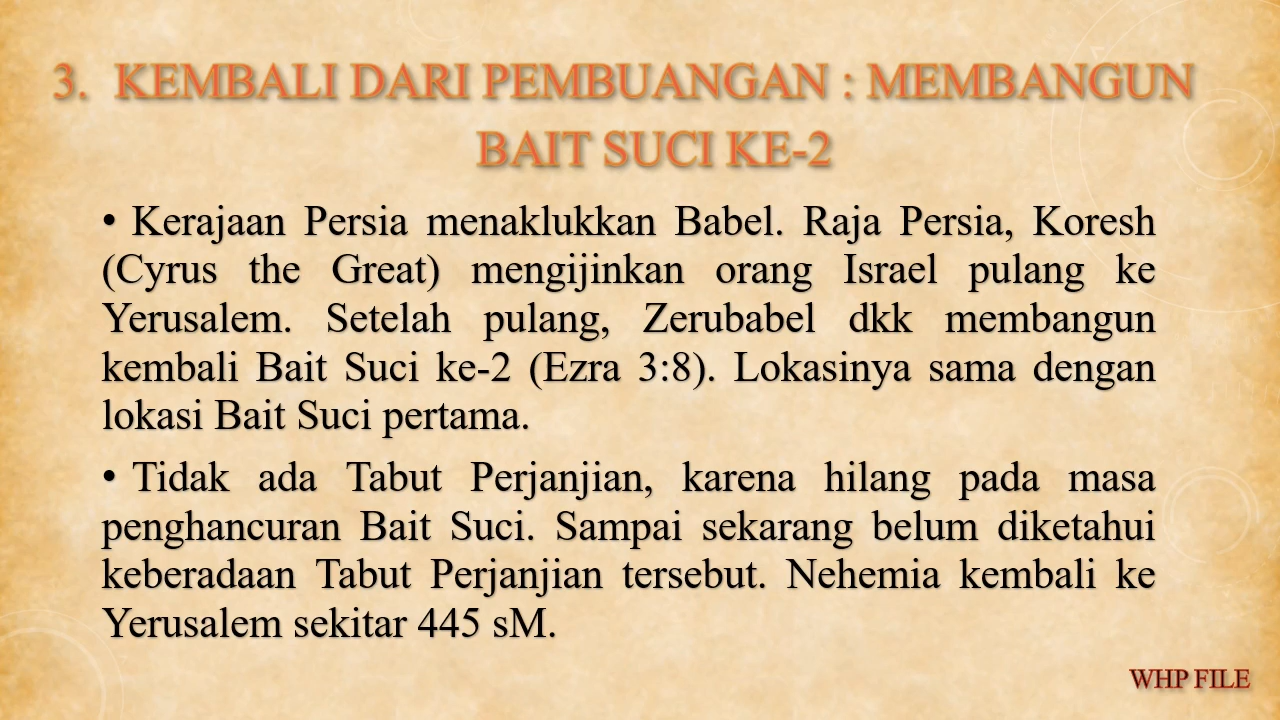 3. KEMBALI DARI PEMBUANGAN : MEMBANGUN
BAIT SUCI KE-2
• Kerajaan Persia menaklukkan Babel. Raja Persia, Koresh
(Cyrus the Great) mengijinkan orang Israel pulang ke
Yerusalem. Setelah pulang, Zerubabel dkk membangun
kembali Bait Suci ke-2 (Ezra 3:8). Lokasinya sama dengan
lokasi Bait Suci pertama.
• Tidak ada Tabut Perjanjian, karena hilang pada masa
penghancuran Bait Suci. Sampai sekarang belum diketahui
keberadaan Tabut Perjanjian tersebut. Nehemia kembali ke
Yerusalem sekitar 445 sM.
WHP FILE